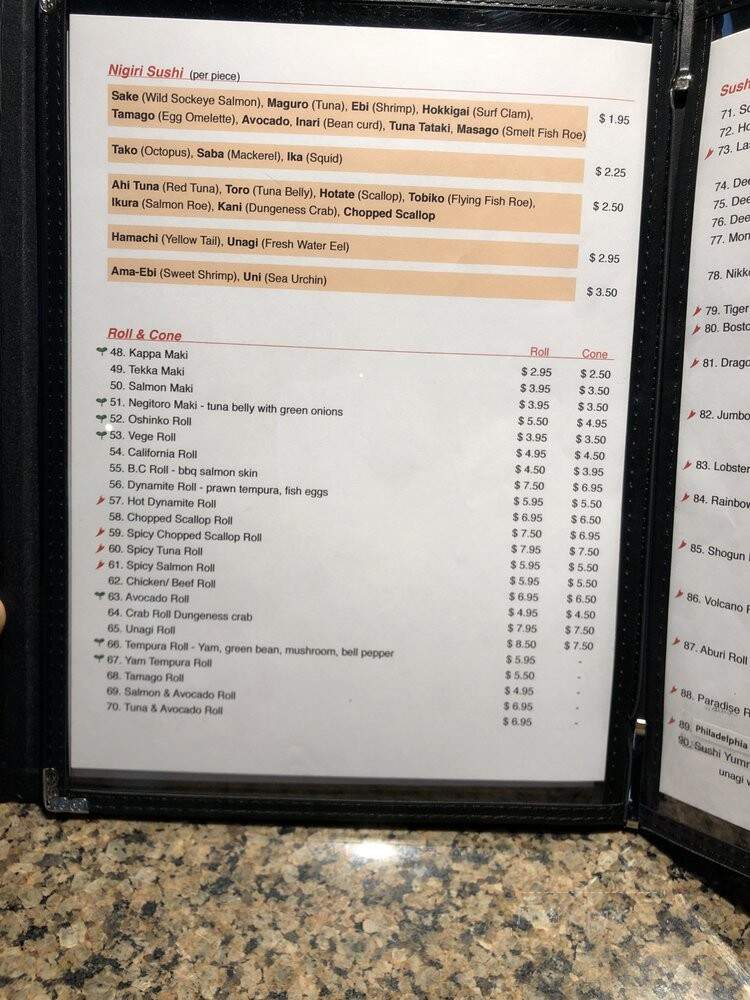 Nigiri Sushi (per piece)
Sake (Wild Sockeye Salmon), Maguro (Tuna), Ebi (Shrimp), Hokkigai (Surf Clam),
Tamago (Egg Omelette), Avocado, Inari (Bean curd), Tuna Tataki, Masago (Smelt Fish Roe) $ 1.95
Tako (Octopus), Saba (Mackerel), Ika (Squid) $ 2.25
Ahi Tuna (Red Tuna), Toro (Tuna Belly), Hotate (Scallop), Tobiko (Flying Fish Roe),
Ikura (Salmon Roe), Kani (Dungeness Crab), Chopped Scallop $ 2.50
Hamachi (Yellow Tail), Unagi (Fresh Water Eel) $ 2.95
Ama-Ebi (Sweet Shrimp), Uni (Sea Urchin) $ 3.50
Roll & Cone Roll Cone
48. Kappa Maki $ 2.95 $ 2.50
49. Tekka Maki $ 3.95 $ 3.50
50. Salmon Maki $ 3.95 $ 3.50
51. Negitoro Maki - tuna belly with green onions $ 5.50 $ 4.95
52. Oshinko Roll $ 3.95 $ 3.50
53. Vege Roll $ 4.95 $ 4.50
54. California Roll $ 4.50 $ 3.95
55. B.C Roll - bbq salmon skin $ 7.50 $ 6.95
56. Dynamite Roll - prawn tempura, fish eggs $ 5.95 $ 5.50
57. Hot Dynamite Roll $ 6.95 $ 6.50
58. Chopped Scallop Roll $ 7.50 $ 6.95
59. Spicy Chopped Scallop Roll $ 7.95 $ 7.50
60. Spicy Tuna Roll $ 5.95 $ 5.50
61. Spicy Salmon Roll $ 5.95 $ 5.50
62. Chicken/ Beef Roll $ 6.95 $ 6.50
63. Avocado Roll $ 4.95 $ 4.50
64. Crab Roll Dungeness crab $ 7.95 $ 7.50
65. Unagi Roll $ 8.50 $ 7.50
66. Tempura Roll - Yam, green bean, mushroom, bell pepper $ 5.95 -
67. Yam Tempura Roll $ 5.50 -
68. Tamago Roll $ 4.95 -
69. Salmon & Avocado Roll $ 6.95 -
70. Tuna & Avocado Roll $ 6.95 -
Sush
71. So
72. Ho
73. La
74. Dee
75. Dee
76. Dee
77. Mon
78. Nikk
79. Tiger
80. Bosto
81. Drago
82. Jumbo
83. Lobster
84. Rainbow
85. Shogun
86. Volcano
87. Aburi Roll
88. Paradise R
89. Philadelphia
90. Sushi Yumm
unagi